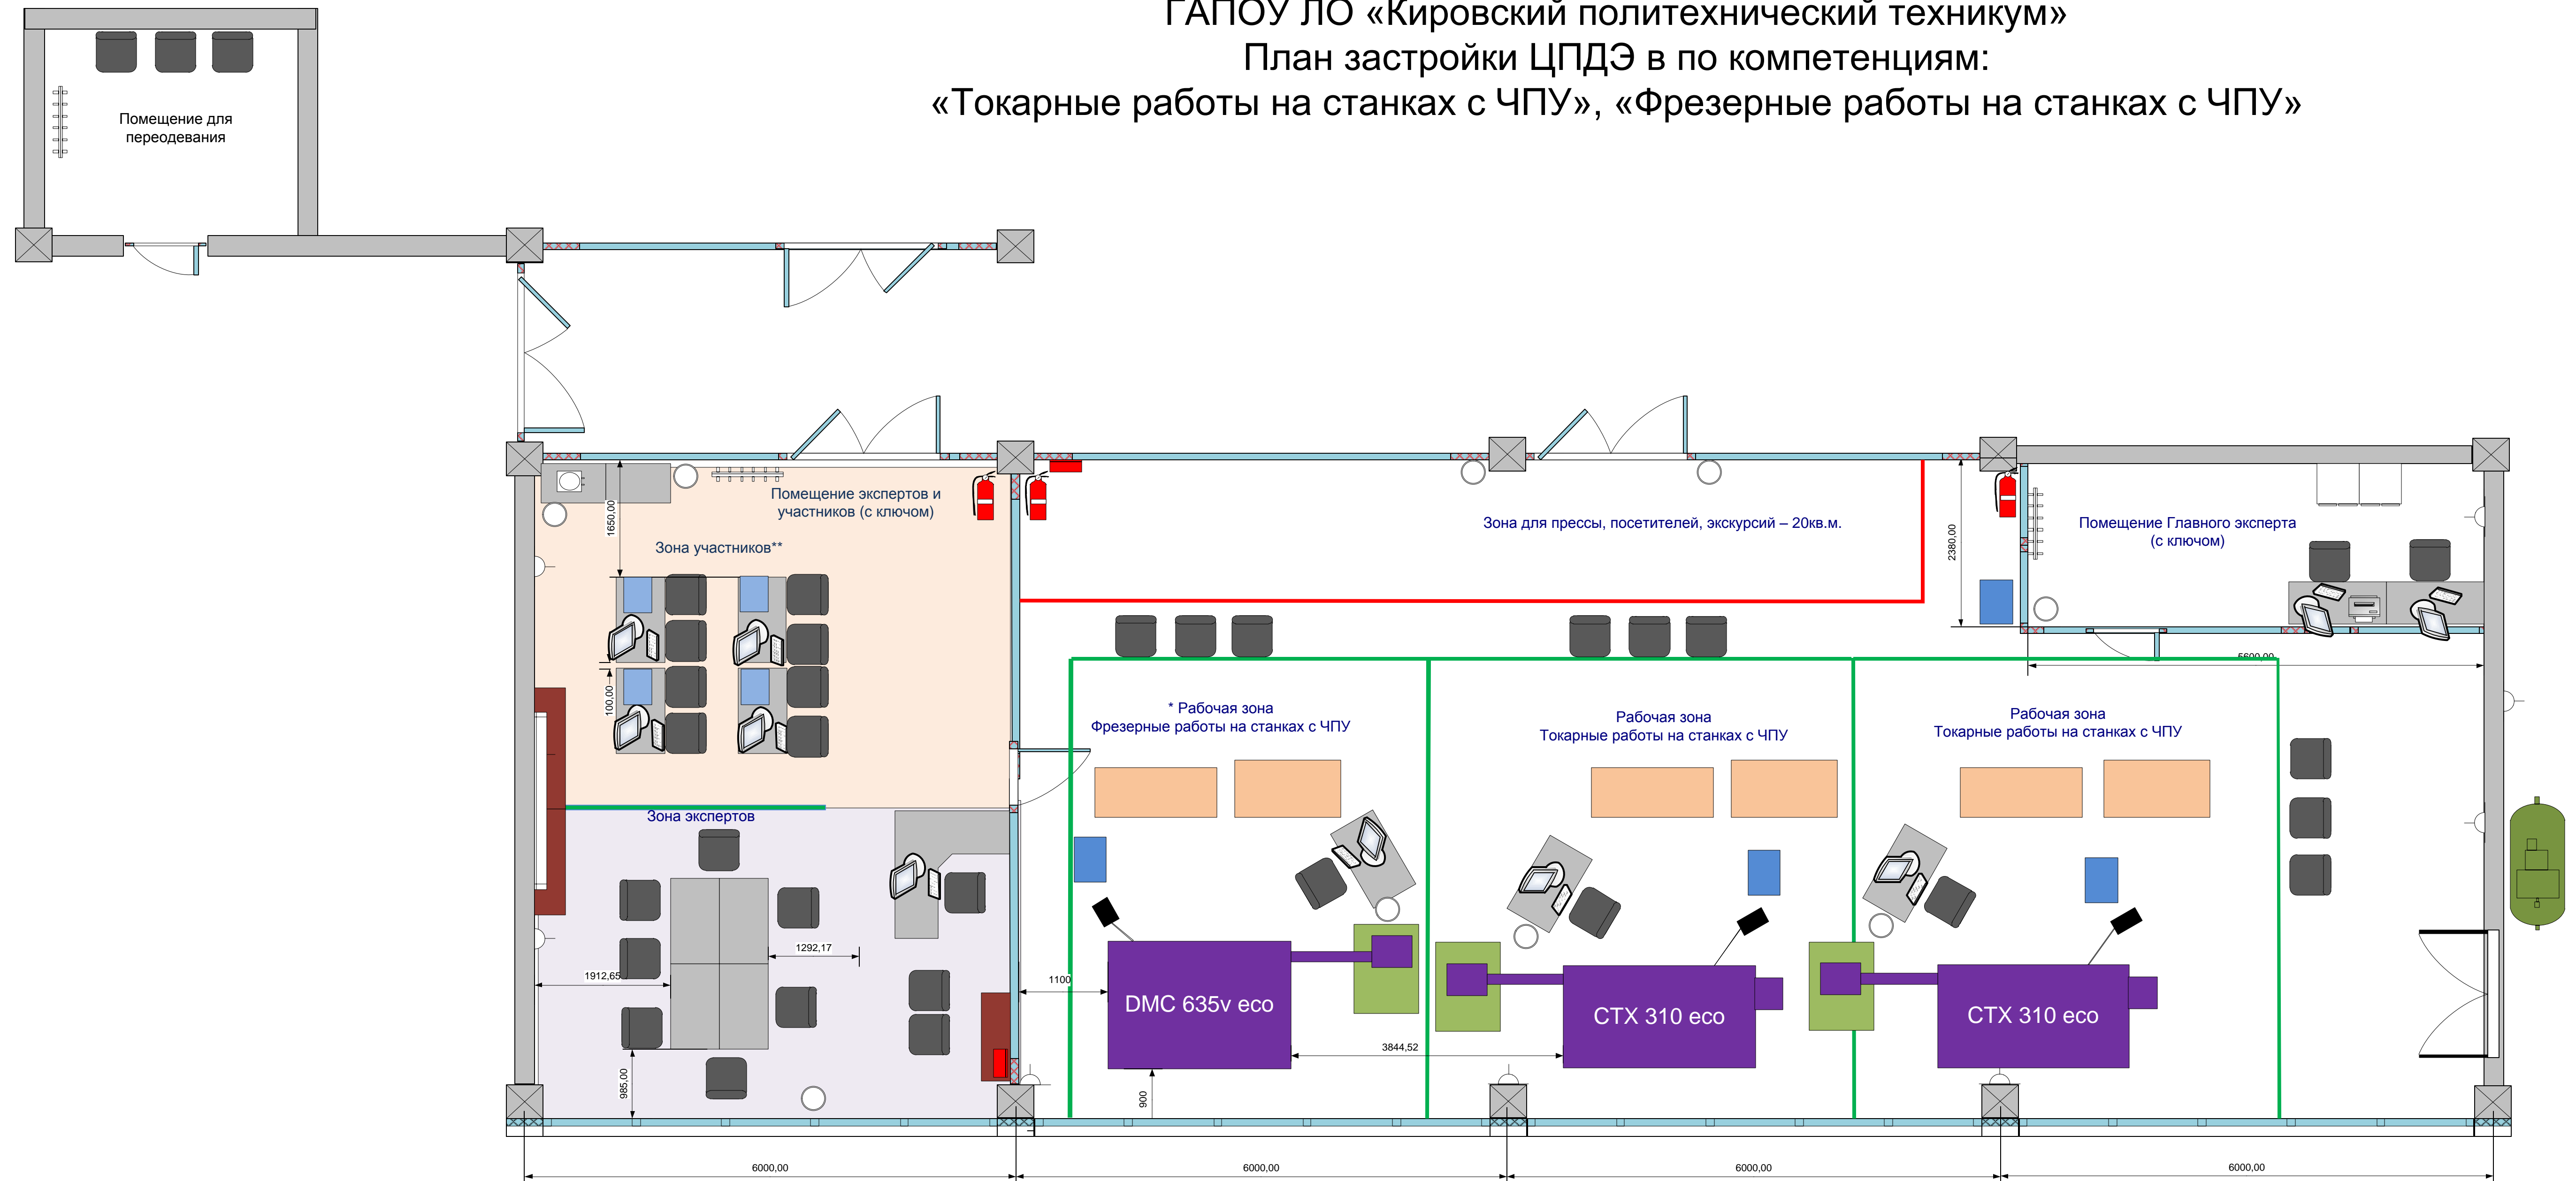 ГАПОУ ЛО «Кировский политехнический техникум»
План застройки ЦПДЭ в по компетенциям:
«Токарные работы на станках с ЧПУ», «Фрезерные работы на станках с ЧПУ»
Помещение для
переодевания
Помещение экспертов и
участников (с ключом)
1650,00
Зона участников**
Зона для прессы, посетителей, экскурсий – 20кв.м.
2380,00
Помещение Главного эксперта
(с ключом)
5600,00
100,00
* Рабочая зона
Фрезерные работы на станках с ЧПУ
Рабочая зона
Токарные работы на станках с ЧПУ
Рабочая зона
Токарные работы на станках с ЧПУ
Зона экспертов
1292,17
1912,65
1100
DMC 635v eco
CTX 310 eco
CTX 310 eco
3844,52
985,00
900
6000,00
6000,00
6000,00
6000,00